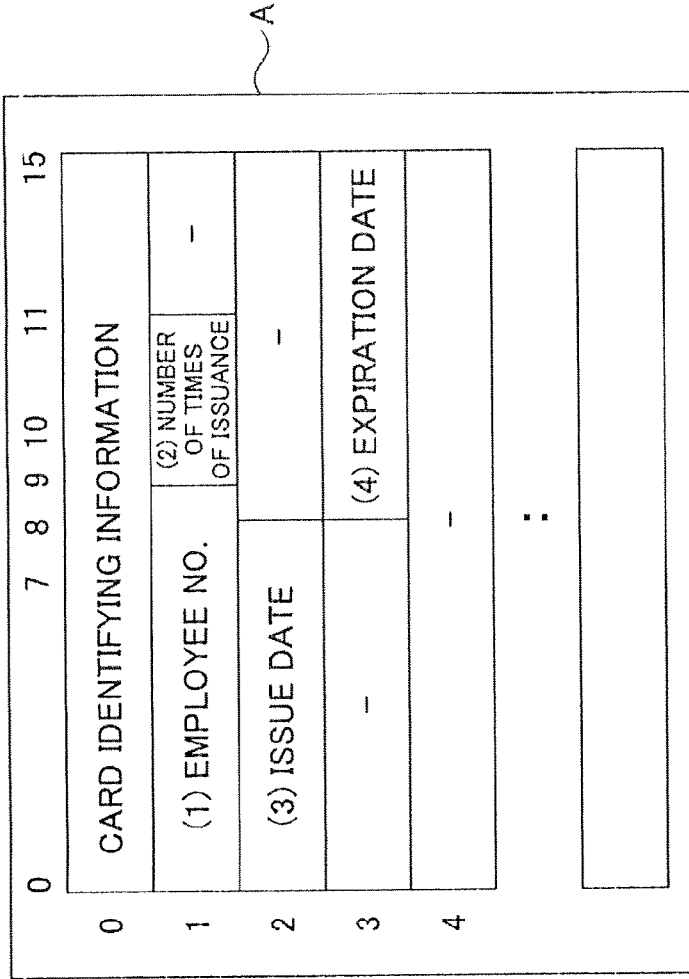 A
0 7 8 9 10 11 15
0 CARD IDENTIFYING INFORMATION
1 (1) EMPLOYEE NO. (2) NUMBER
OF TIMES
OF ISSUANCE –
2 (3) ISSUE DATE –
3 – (4) EXPIRATION DATE
4 –
: